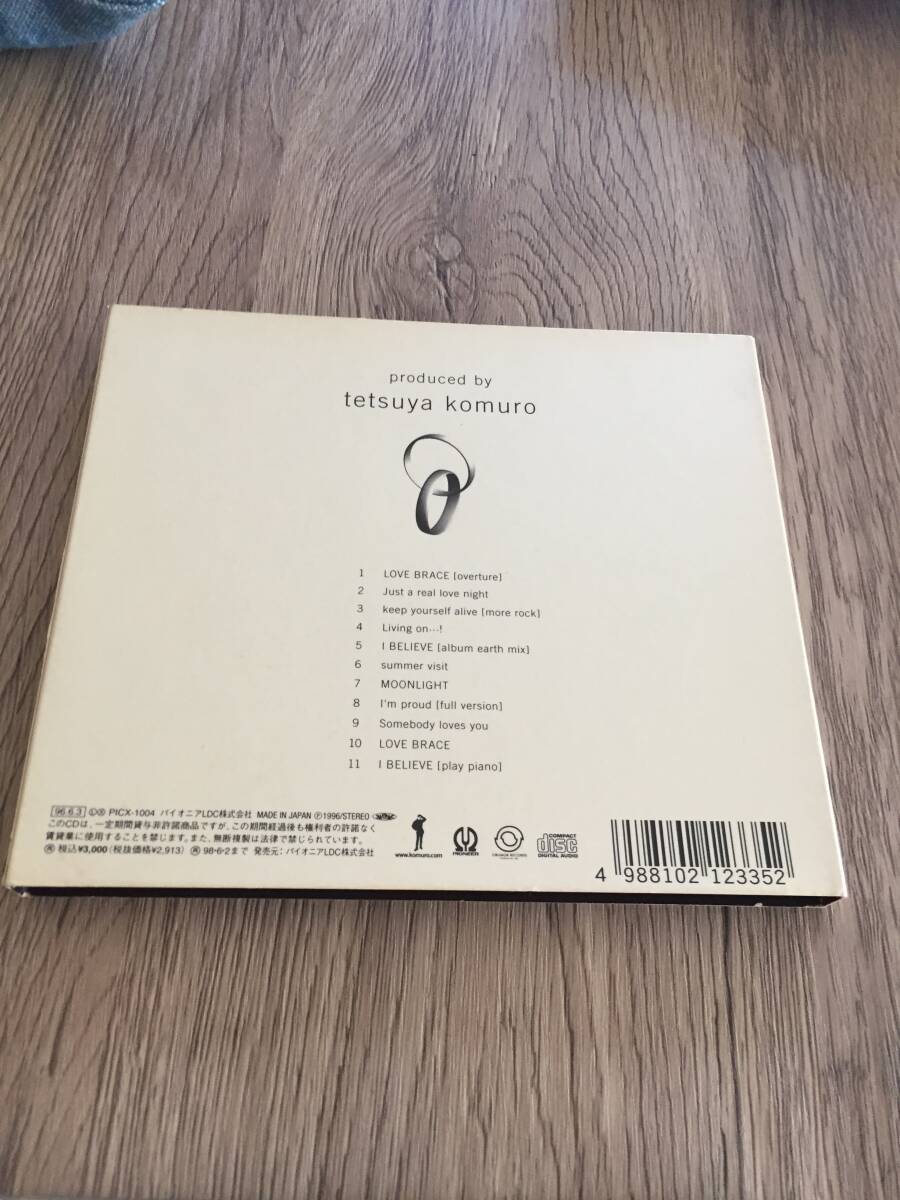 produced by
tetsuya komuro
1 LOVE BRACE [overture]
2 Just a real love night
3 keep yourself alive [more rock]
4 Living on…!
5 I BELIEVE [album earth mix]
6 summer visit
7 MOONLIGHT
8 I'm proud [full version]
9 Somebody loves you
10 LOVE BRACE
11 I BELIEVE [play piano]
96.6.3 PICX-1004 パイオニアLDC株式会社 MADE IN JAPAN Ⓟ1996/STEREO
このCDは、一定期間貸与非許諾商品ですが、この期間経過後も権利者の許諾なく
賃貸業に使用することを禁じます。また、無断複製は法律で禁じられています。
税込¥3,000(税抜価格¥2,913) 98・6・2まで 発売元:パイオニアLDC株式会社
www.komuro.com
PIONEER
COMPACT
disc
DIGITAL AUDIO
4 988102 123352